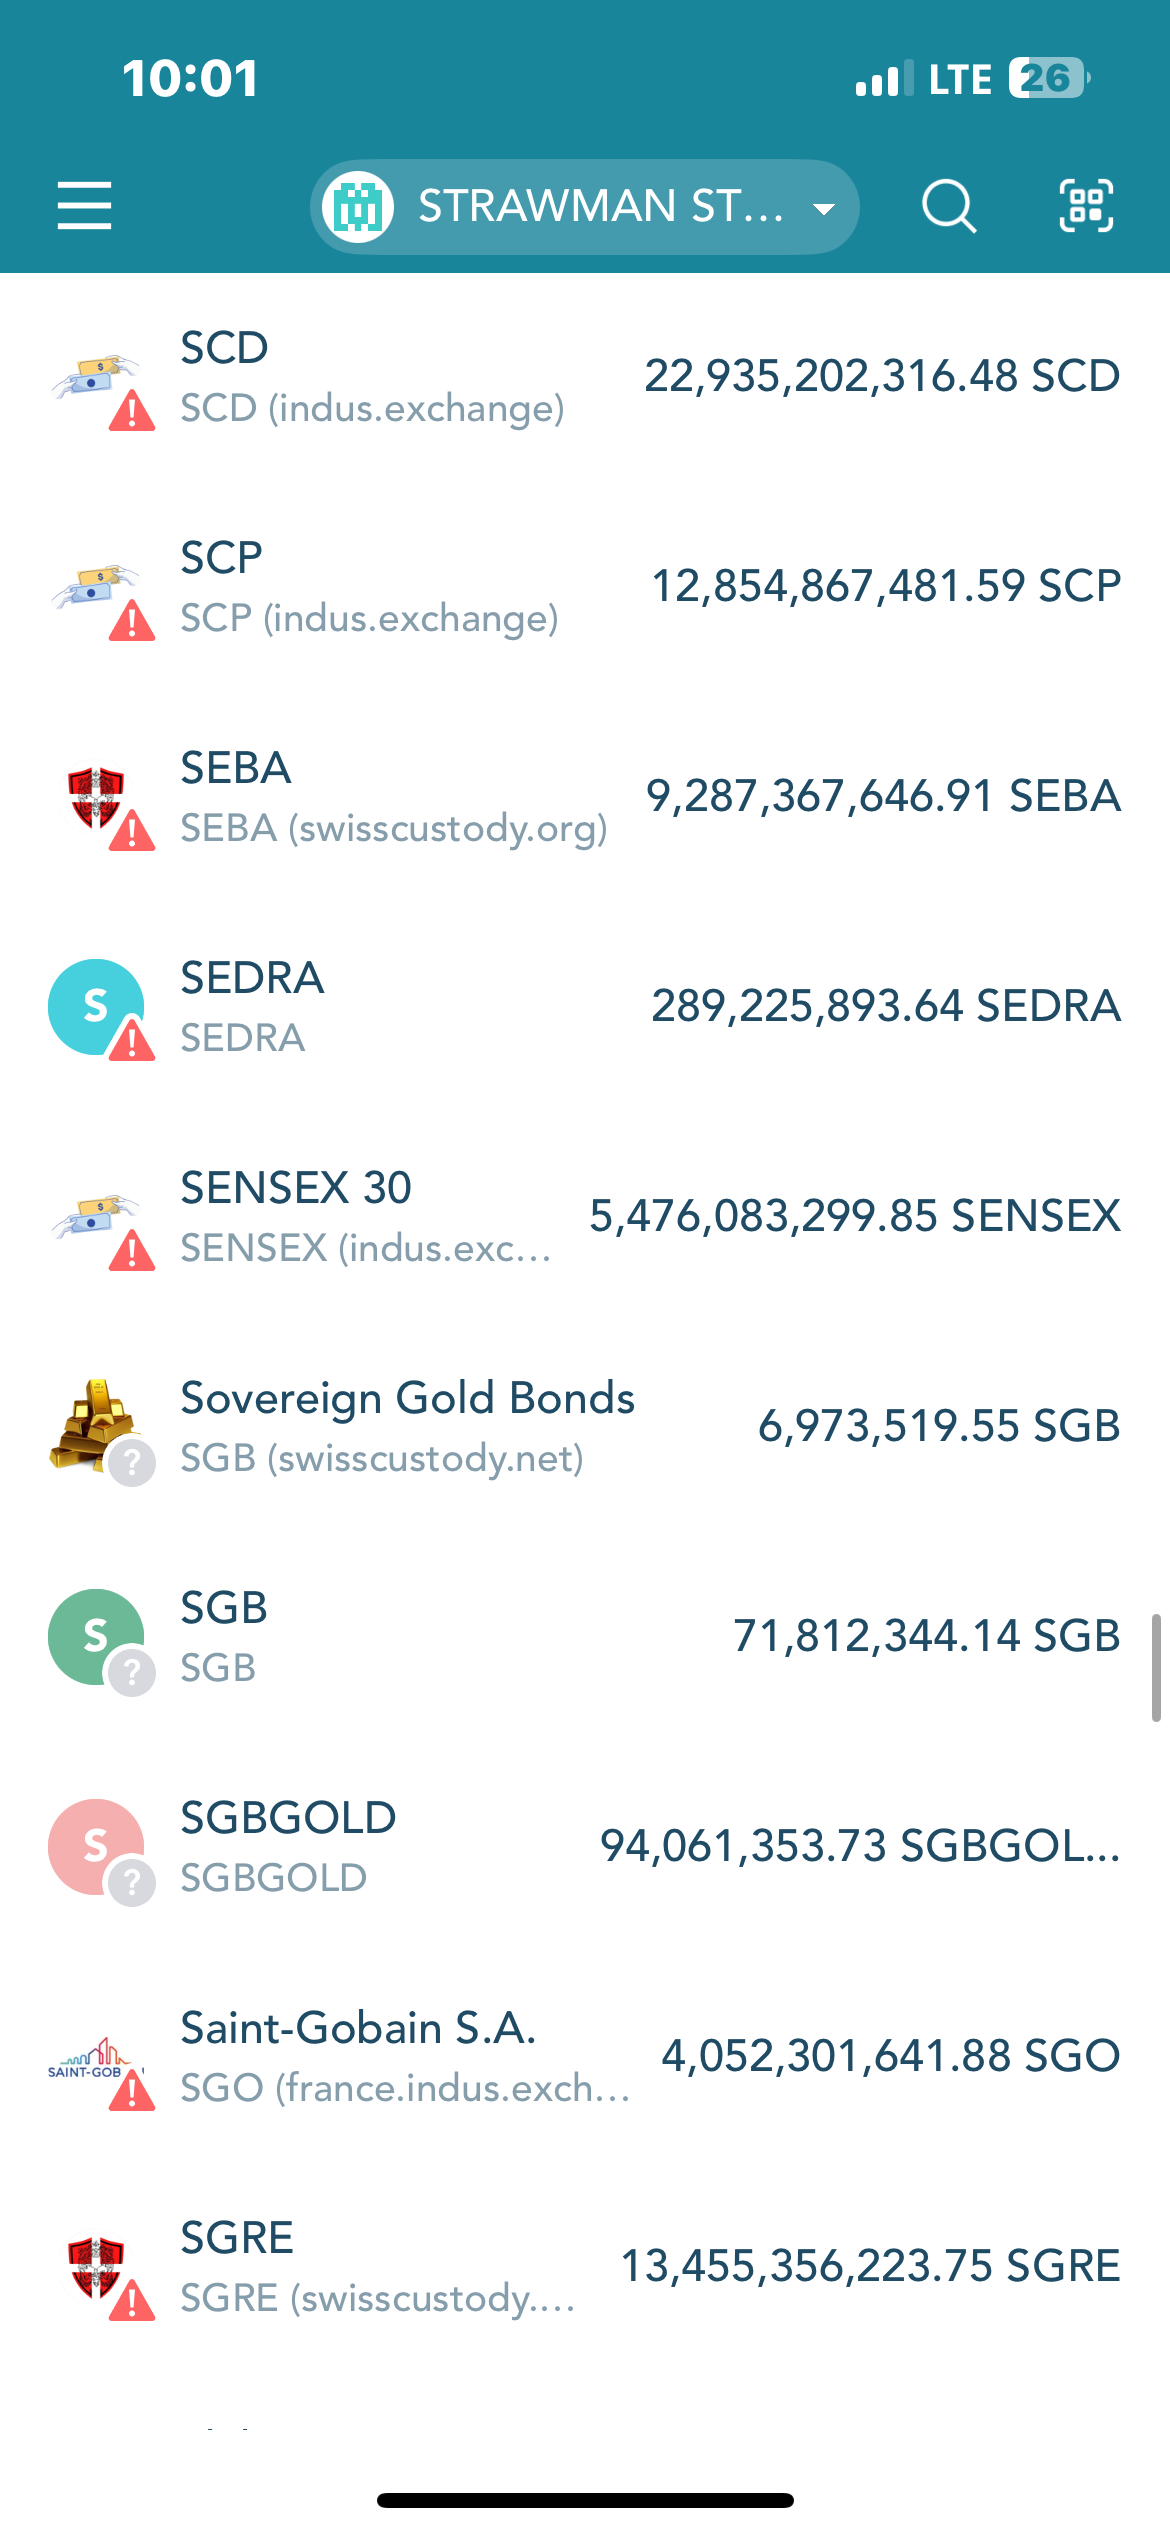 10:01
LTE 26
STRAWMAN ST...
SCD
22,935,202,316.48 SCD
SCD (indus.exchange)
SCP
12,854,867,481.59 SCP
SCP (indus.exchange)
SEBA
9,287,367,646.91 SEBA
SEBA (swisscustody.org)
S
SEDRA
289,225,893.64 SEDRA
SEDRA
SENSEX 30
5,476,083,299.85 SENSEX
SENSEX (indus.exc...
Sovereign Gold Bonds
6,973,519.55 SGB
SGB (swisscustody.net)
?
S
SGB
71,812,344.14 SGB
SGB
?
S
SGBGOLD
94,061,353.73 SGBGOL...
SGBGOLD
?
Saint-Gobain S.A.
4,052,301,641.88 SGO
SAINT-GOB
SGO (france.indus.exch...
SGRE
13,455,356,223.75 SGRE
SGRE (swisscustody....